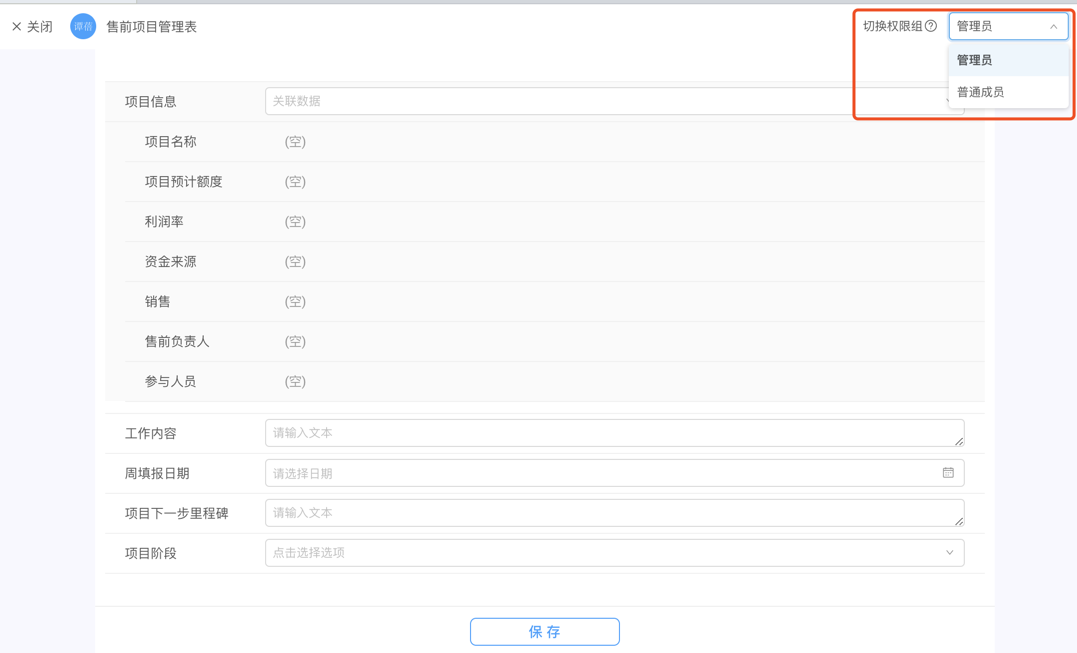 关闭 谭蓓 售前项目管理表 切换权限组 管理员
管理员
普通成员
项目信息 关联数据
项目名称 (空)
项目预计额度 (空)
利润率 (空)
资金来源 (空)
销售 (空)
售前负责人 (空)
参与人员 (空)
工作内容 请输入文本
周填报日期 请选择日期
项目下一步里程碑 请输入文本
项目阶段 点击选择选项
保 存